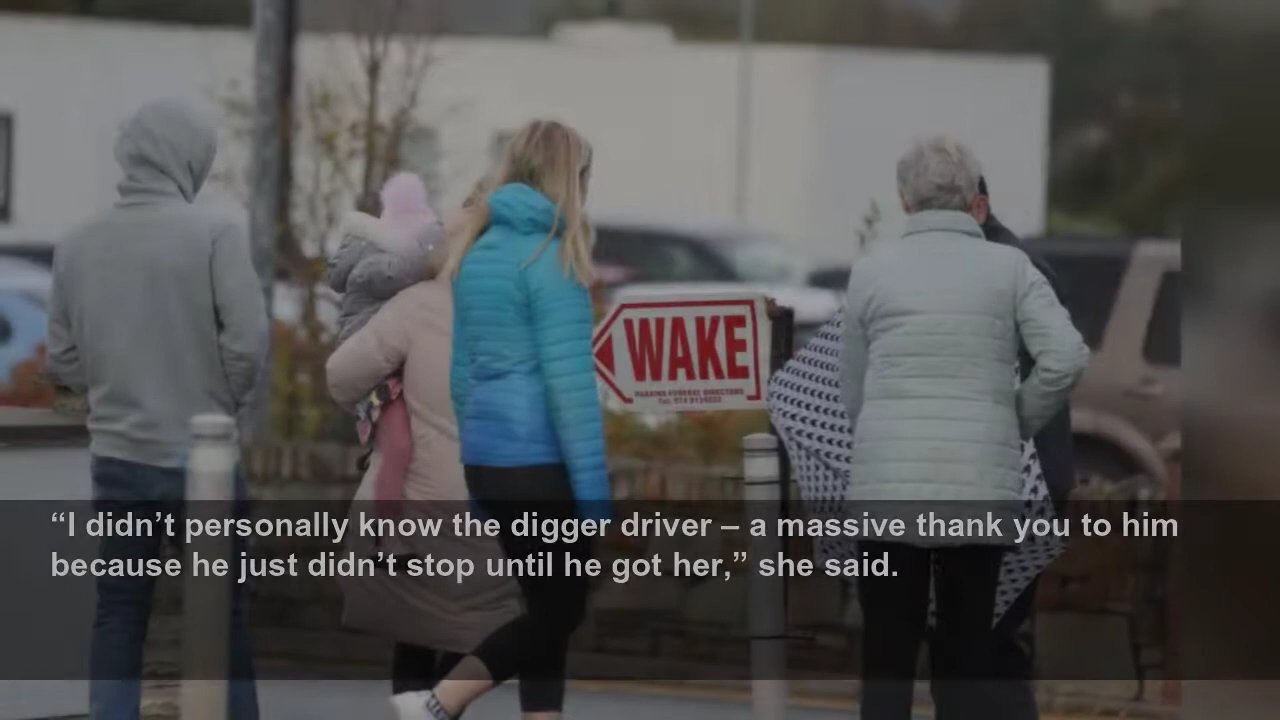 WAKE
“I didn’t personally know the digger driver – a massive thank you to him
because he just didn’t stop until he got her,” she said.